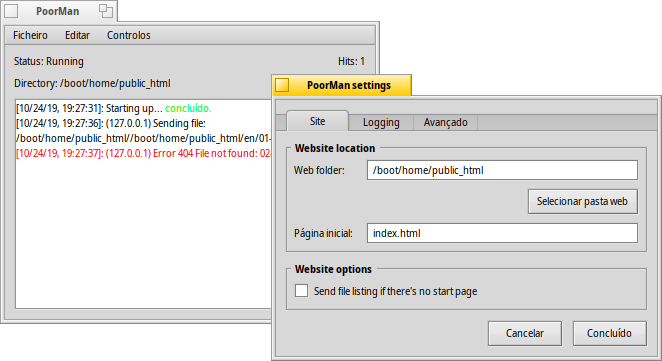 PoorMan
Ficheiro Editar Controlos
Status: Running Hits: 1
Directory: /boot/home/public_html
[10/24/19, 19:27:31]: Starting up... concluído.
[10/24/19, 19:27:36]: (127.0.0.1) Sending file:
/boot/home/public_html//boot/home/public_html/en/01-
[10/24/19, 19:27:37]: (127.0.0.1) Error 404 File not found: 02-
PoorMan settings
Site Logging Avançado
Website location
Web folder: /boot/home/public_html
Selecionar pasta web
Página inicial: index.html
Website options
Send file listing if there's no start page
Cancelar Concluído